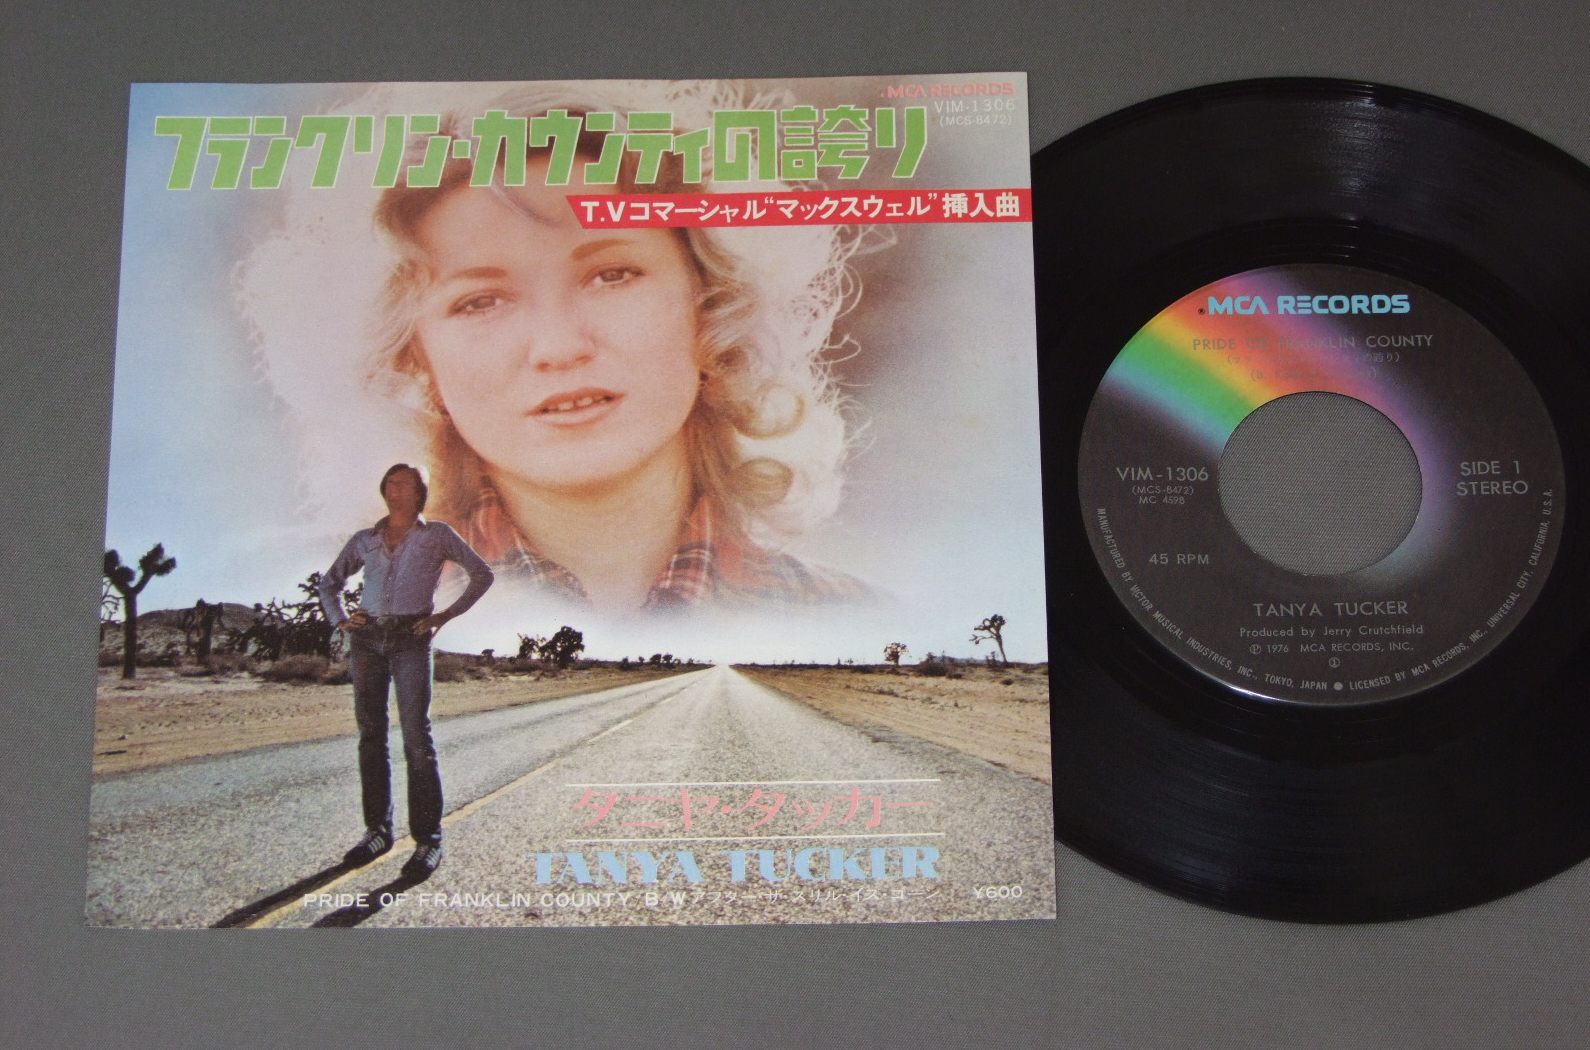 MCA RECORDS
VIM-1306
(MCS-8472)
フランクリン・カウンティの誇り
T.Vコマーシャル“マックスウェル”挿入曲
タニヤ・タッカー
TANYA TUCKER
PRIDE OF FRANKLIN COUNTY B/W アフター・ザ・スリル・イズ・ゴーン ¥600
MCA RECORDS
PRIDE OF FRANKLIN COUNTY
の誇り)
VIM-1306
(MCS-8472)
MC 4598
SIDE 1
STEREO
45 RPM
TANYA TUCKER
Produced by Jerry Crutchfield
Ⓟ 1976 MCA RECORDS, INC.
①
MANUFACTURED BY VICTOR MUSICAL INDUSTRIES, INC., TOKYO, JAPAN ● LICENSED BY MCA RECORDS, INC., UNIVERSAL CITY, CALIFORNIA, U.S.A.